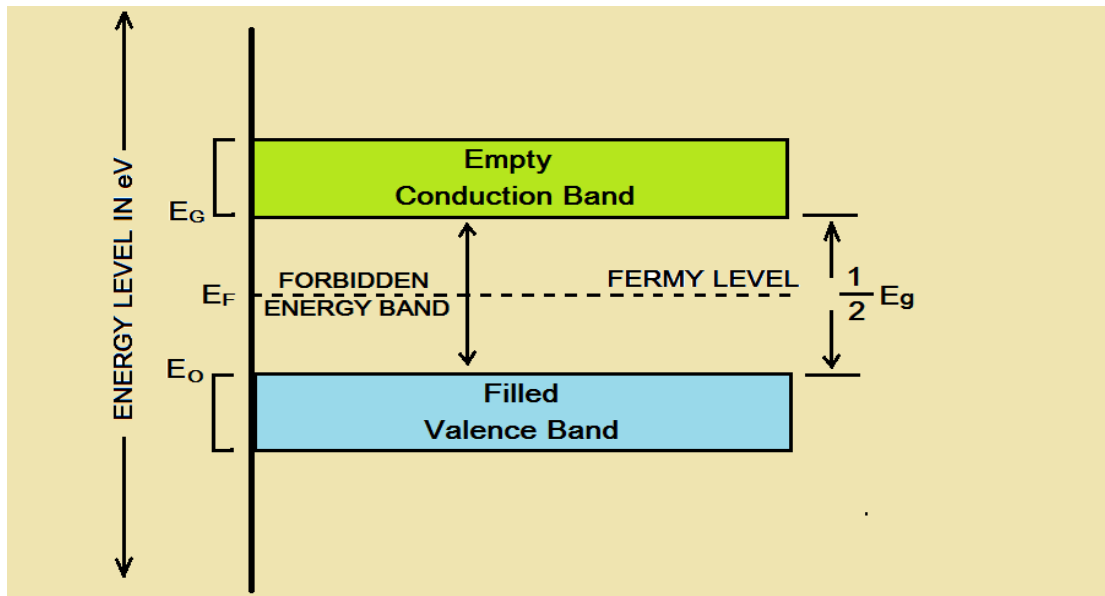 ENERGY LEVEL IN eV
Empty
Conduction Band
EG
FORBIDDEN
FERMY LEVEL
EF
ENERGY BAND
1
2
Eg
EO
Filled
Valence Band